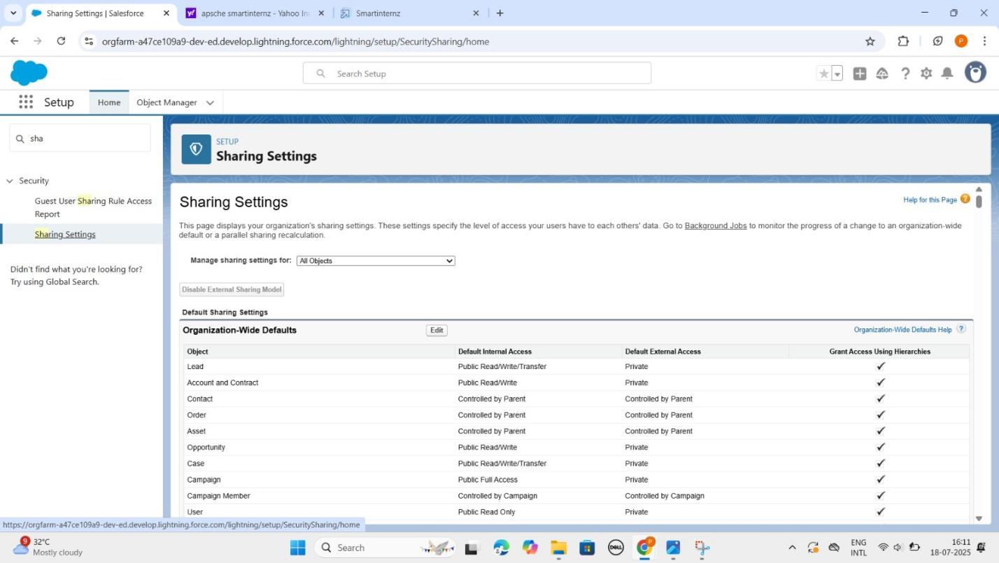 Sharing Settings | Salesforce
apsche smartinternz - Yahoo In
Smartinternz
orgfarm-a47ce109a9-dev-ed.develop.lightning.force.com/lightning/setup/SecuritySharing/home
P
Search Setup
Setup
Home
Object Manager
sha
Security
Guest User Sharing Rule Access
Report
Sharing Settings
Didn't find what you're looking for?
Try using Global Search.
SETUP
Sharing Settings
Sharing Settings
Help for this Page
This page displays your organization's sharing settings. These settings specify the level of access your users have to each others' data. Go to Background Jobs to monitor the progress of a change to an organization-wide
default or a parallel sharing recalculation.
Manage sharing settings for: All Objects
Disable External Sharing Model
Default Sharing Settings
Organization-Wide Defaults Edit Organization-Wide Defaults Help ?
Object Default Internal Access Default External Access Grant Access Using Hierarchies
Lead Public Read/Write/Transfer Private
Account and Contract Public Read/Write Private
Contact Controlled by Parent Controlled by Parent
Order Controlled by Parent Controlled by Parent
Asset Controlled by Parent Controlled by Parent
Opportunity Public Read/Write Private
Case Public Read/Write/Transfer Private
Campaign Public Full Access Private
Campaign Member Controlled by Campaign Controlled by Campaign
User Public Read Only Private
https://orgfarm-a47ce109a9-dev-ed.develop.lightning.force.com/lightning/setup/SecuritySharing/home
9
32°C
Mostly cloudy
Search
DELL
P
ENG
INTL
16:11
18-07-2025